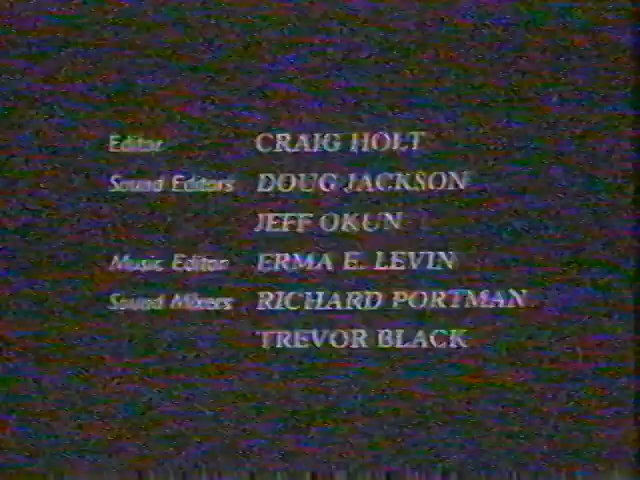 Editor CRAIG HOLT
Sound Editors DOUG JACKSON
JEFF OKUN
Music Editor ERMA E. LEVIN
Sound Mixers RICHARD PORTMAN
TREVOR BLACK